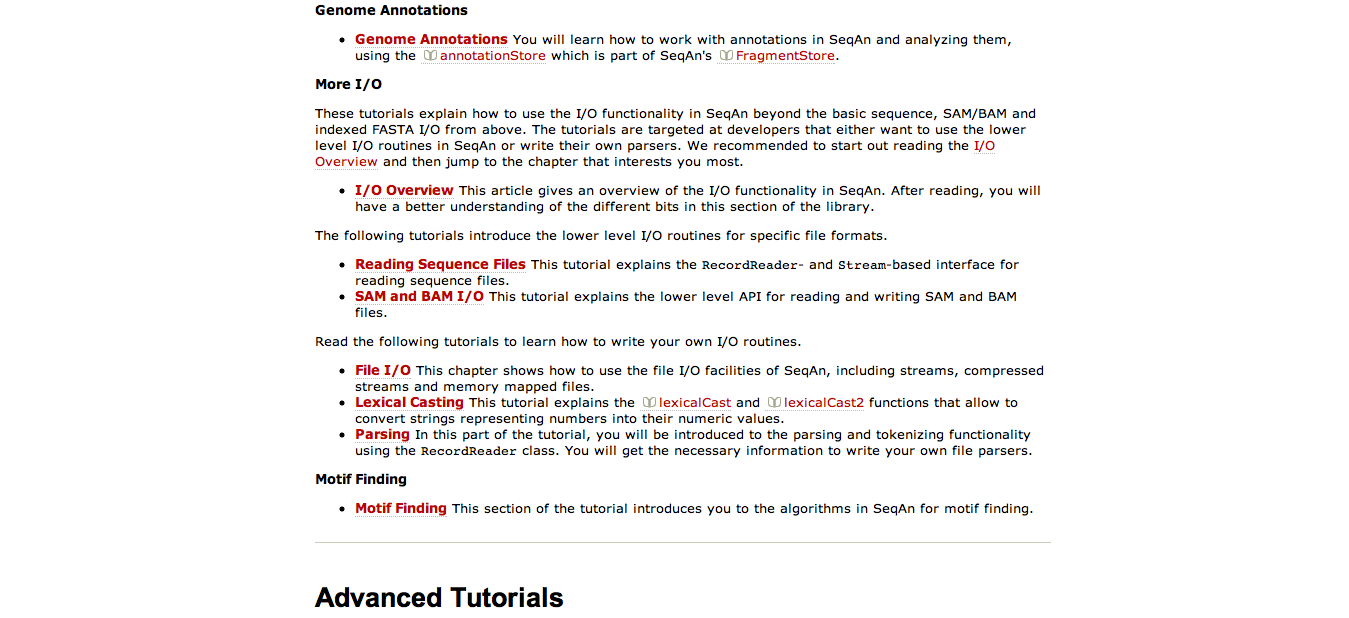 Genome Annotations
Genome Annotations You will learn how to work with annotations in SeqAn and analyzing them,
using the annotationStore which is part of SeqAn's FragmentStore.
More I/O
These tutorials explain how to use the I/O functionality in SeqAn beyond the basic sequence, SAM/BAM and
indexed FASTA I/O from above. The tutorials are targeted at developers that either want to use the lower
level I/O routines in SeqAn or write their own parsers. We recommended to start out reading the I/O
Overview and then jump to the chapter that interests you most.
I/O Overview This article gives an overview of the I/O functionality in SeqAn. After reading, you will
have a better understanding of the different bits in this section of the library.
The following tutorials introduce the lower level I/O routines for specific file formats.
Reading Sequence Files This tutorial explains the RecordReader- and Stream-based interface for
reading sequence files.
SAM and BAM I/O This tutorial explains the lower level API for reading and writing SAM and BAM
files.
Read the following tutorials to learn how to write your own I/O routines.
File I/O This chapter shows how to use the file I/O facilities of SeqAn, including streams, compressed
streams and memory mapped files.
Lexical Casting This tutorial explains the lexicalCast and lexicalCast2 functions that allow to
convert strings representing numbers into their numeric values.
Parsing In this part of the tutorial, you will be introduced to the parsing and tokenizing functionality
using the RecordReader class. You will get the necessary information to write your own file parsers.
Motif Finding
Motif Finding This section of the tutorial introduces you to the algorithms in SeqAn for motif finding.
Advanced Tutorials